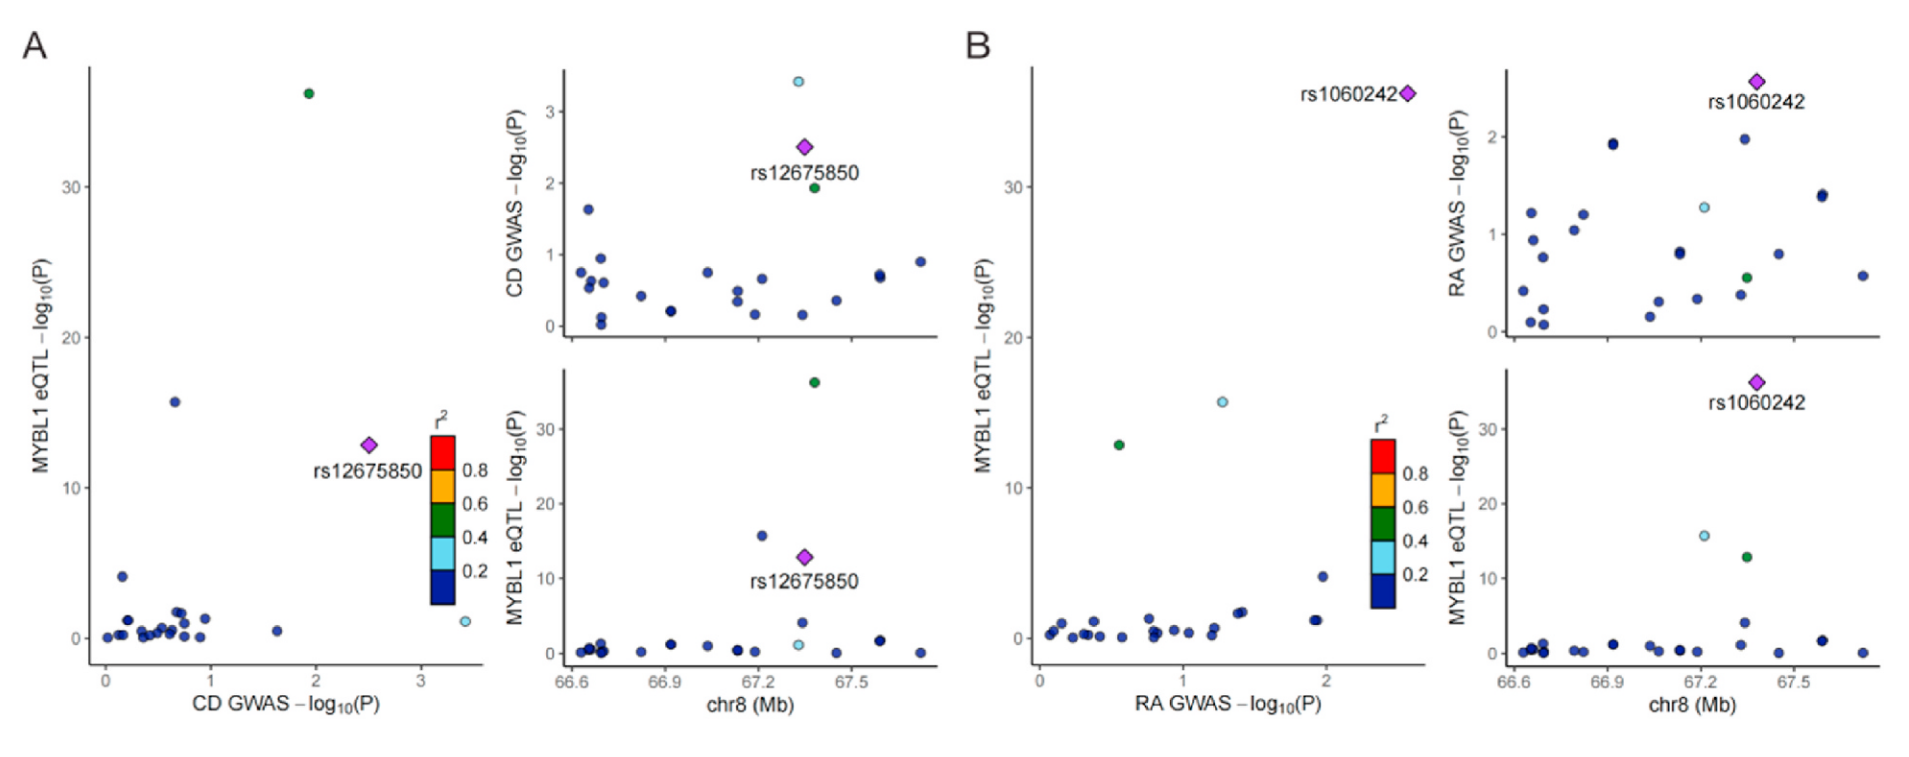 A
MYBL1 eQTL −log10(P)
30
20
10
0
0 1 2 3
CD GWAS −log10(P)
rs12675850
r2
0.8
0.6
0.4
0.2
CD GWAS −log10(P)
3
2
1
0
rs12675850
MYBL1 eQTL −log10(P)
30
20
10
0
rs12675850
66.6 66.9 67.2 67.5
chr8 (Mb)
B
MYBL1 eQTL −log10(P)
30
20
10
0
0 1 2
RA GWAS −log10(P)
rs1060242
r2
0.8
0.6
0.4
0.2
RA GWAS −log10(P)
2
1
0
rs1060242
MYBL1 eQTL −log10(P)
30
20
10
0
rs1060242
66.6 66.9 67.2 67.5
chr8 (Mb)